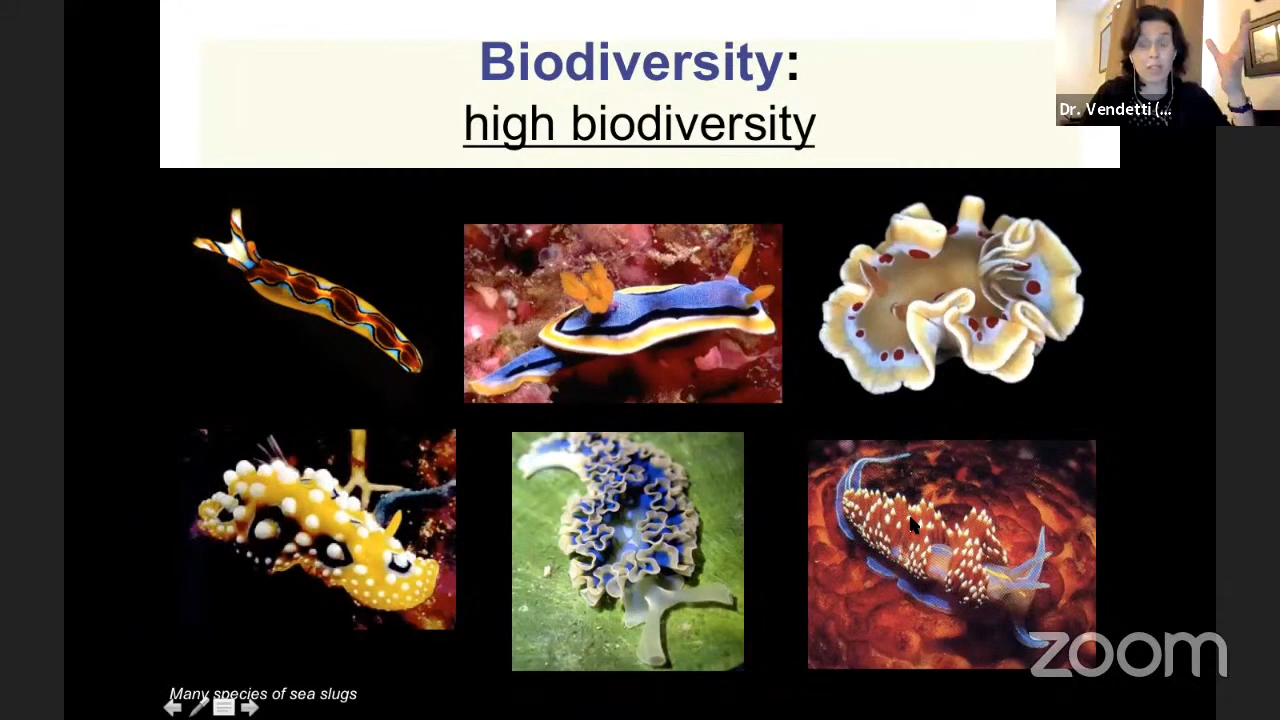 Biodiversity:
high biodiversity
Dr. Vendetti (...
Many species of sea slugs
zoom